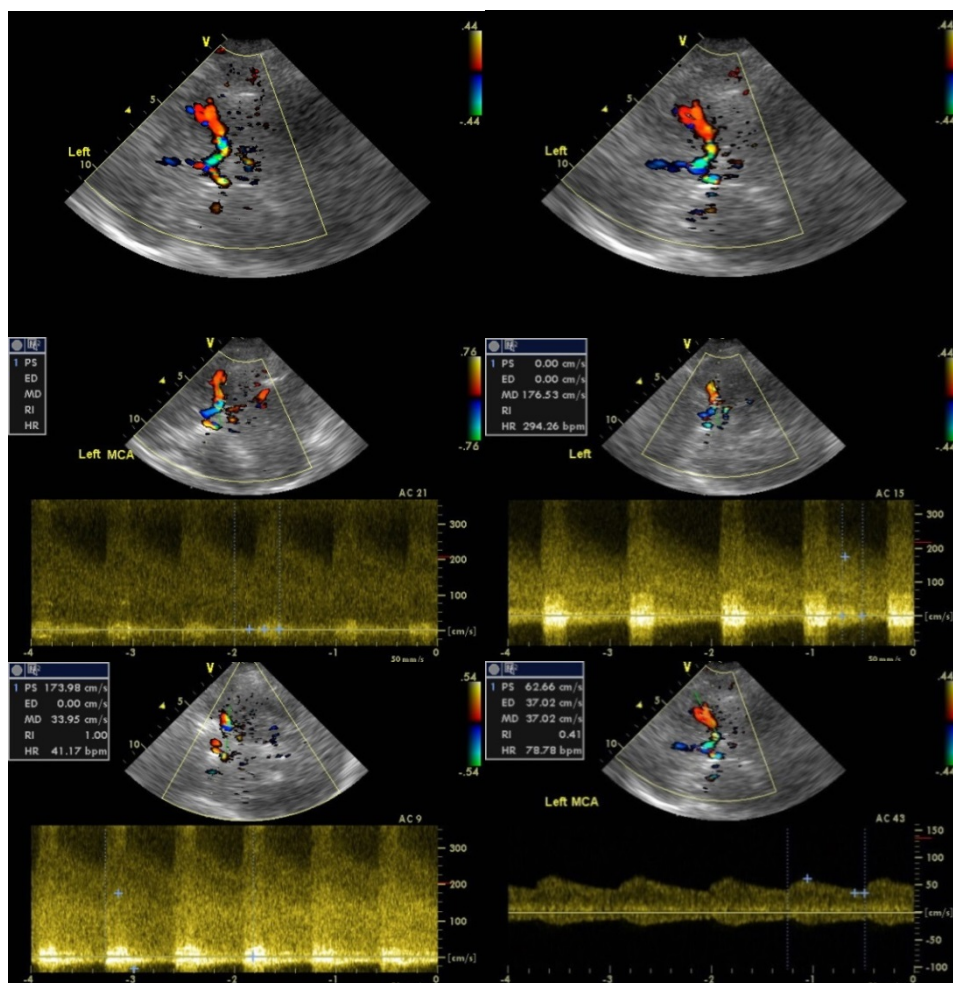 V
.44
5
Left
10
-.44
V
.44
5
Left
10
-.44
1 PS
ED
MD
RI
HR
V
.76
5
10
-.76
Left MCA
AC 21
300
200
100
[cm/s]
-4
-3
-2
-1
0
50 mm/s
1 PS 0.00 cm/s
ED 0.00 cm/s
MD 176.53 cm/s
RI
HR 294.26 bpm
V
.44
5
10
-.44
Left
AC 15
300
200
100
[cm/s]
-4
-3
-2
-1
0
50 mm/s
1 PS 173.98 cm/s
ED 0.00 cm/s
MD 33.95 cm/s
RI 1.00
HR 41.17 bpm
V
.54
5
10
-.54
AC 9
300
200
100
[cm/s]
-4
-3
-2
-1
0
1 PS 62.66 cm/s
ED 37.02 cm/s
MD 37.02 cm/s
RI 0.41
HR 78.78 bpm
V
.44
5
10
-.44
Left MCA
AC 43
150
100
50
[cm/s]
-50
-100
-4
-3
-2
-1
0